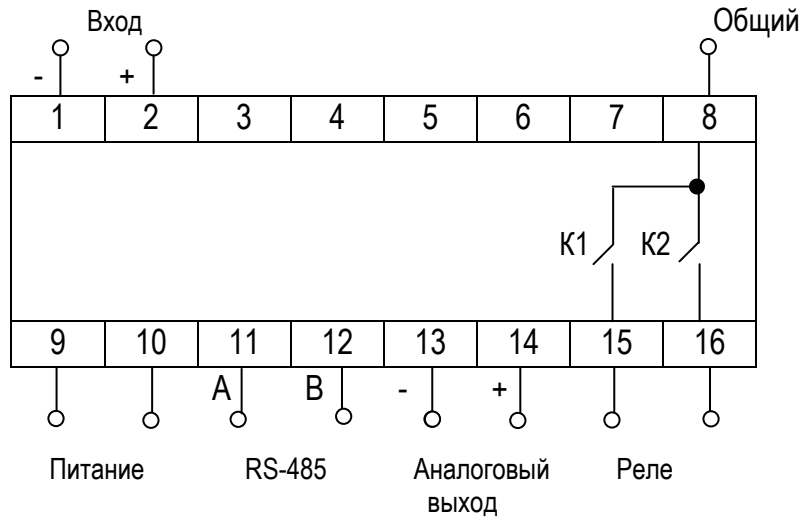 Вход
Общий
- +
1 2 3 4 5 6 7 8
К1 К2
9 10 11 12 13 14 15 16
A B - +
Питание RS-485 Аналоговый Реле
выход